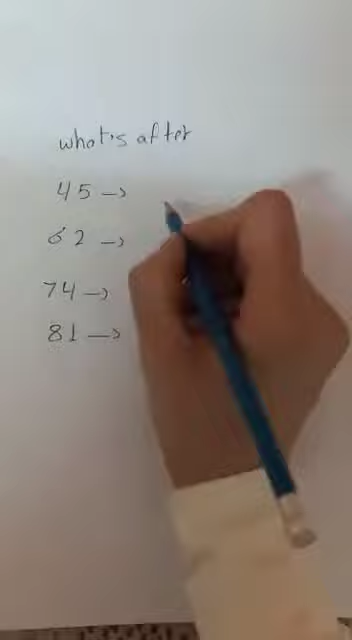 what's after
45 →
62 →
74 →
81 →